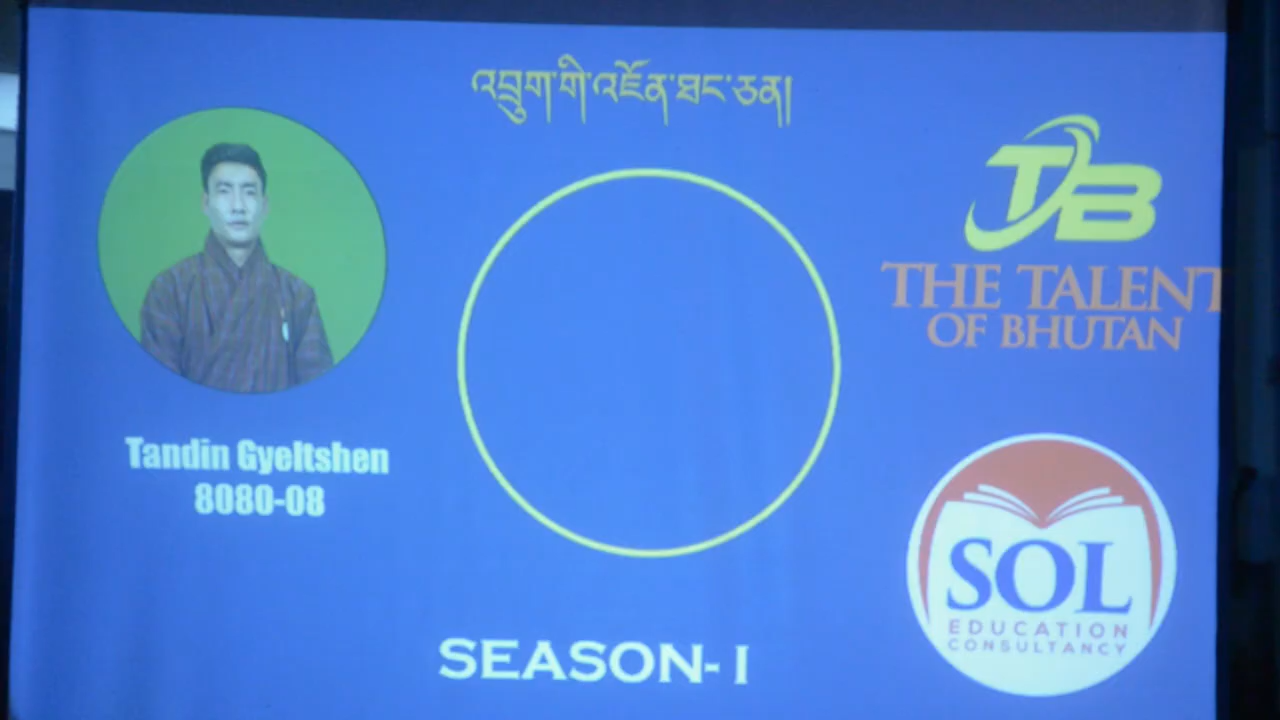 འབྲུག་གི་འཇོན་ཐང་ཅན།
TB
THE TALENT
OF BHUTAN
Tandin Gyeltshen
8080-08
SOL
EDUCATION
CONSULTANCY
SEASON- I